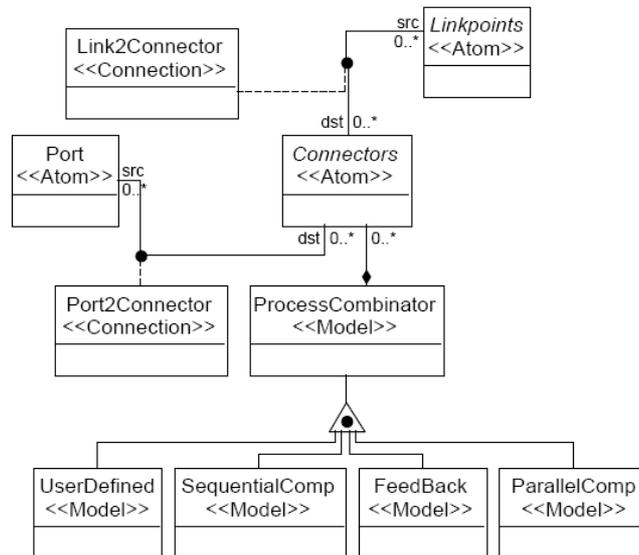 src
Linkpoints
0..*
<<Atom>>
Link2Connector
<<Connection>>
dst 0..*
Port
<<Atom>>
src
0..*
Connectors
<<Atom>>
dst 0..* 0..*
Port2Connector
<<Connection>>
ProcessCombinator
<<Model>>
UserDefined
<<Model>>
SequentialComp
<<Model>>
FeedBack
<<Model>>
ParallelComp
<<Model>>